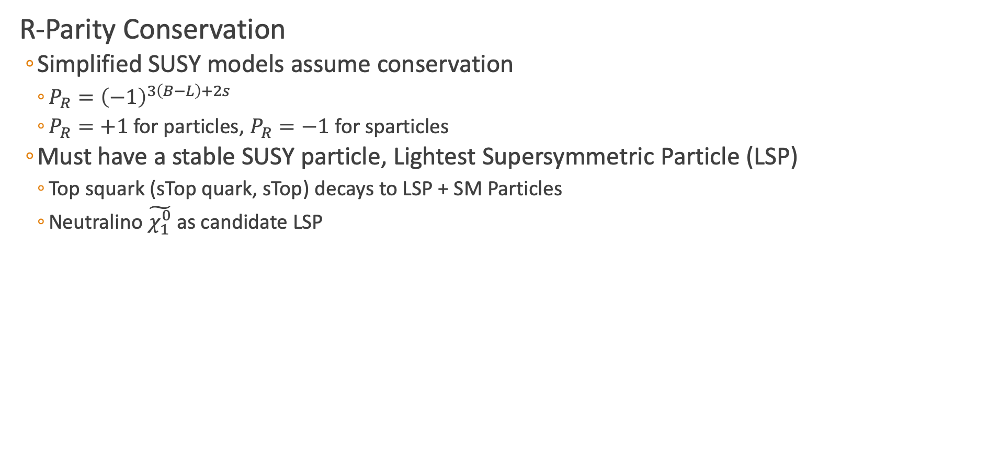 R-Parity Conservation
◦ Simplified SUSY models assume conservation
◦ $P_R = (-1)^{3(B-L)+2s}$
◦ $P_R = +1$ for particles, $P_R = -1$ for sparticles
◦ Must have a stable SUSY particle, Lightest Supersymmetric Particle (LSP)
◦ Top squark (sTop quark, sTop) decays to LSP + SM Particles
◦ Neutralino $\widetilde{\chi_1^0}$ as candidate LSP